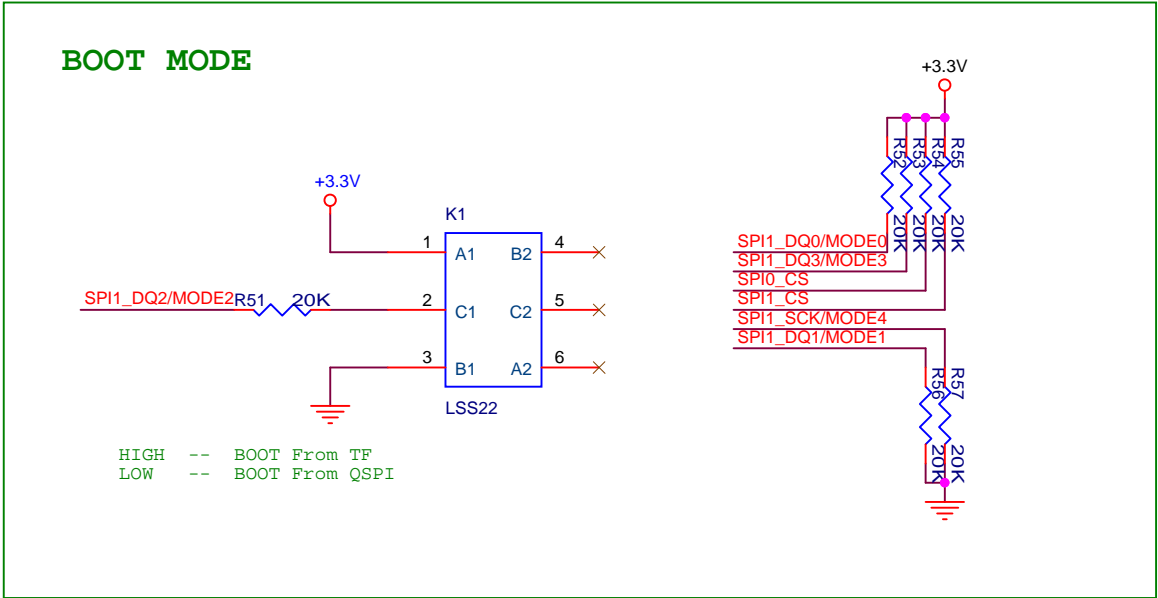 BOOT MODE
+3.3V
+3.3V
K1
R52
R53
R54
R55
20K
20K
20K
20K
1 A1 B2 4
SPI1_DQ0/MODE0
SPI1_DQ3/MODE3
SPI0_CS
SPI1_DQ2/MODE2 R51 20K 2 C1 C2 5
SPI1_CS
SPI1_SCK/MODE4
SPI1_DQ1/MODE1
3 B1 A2 6
R56
R57
LSS22
20K
20K
HIGH -- BOOT From TF
LOW -- BOOT From QSPI